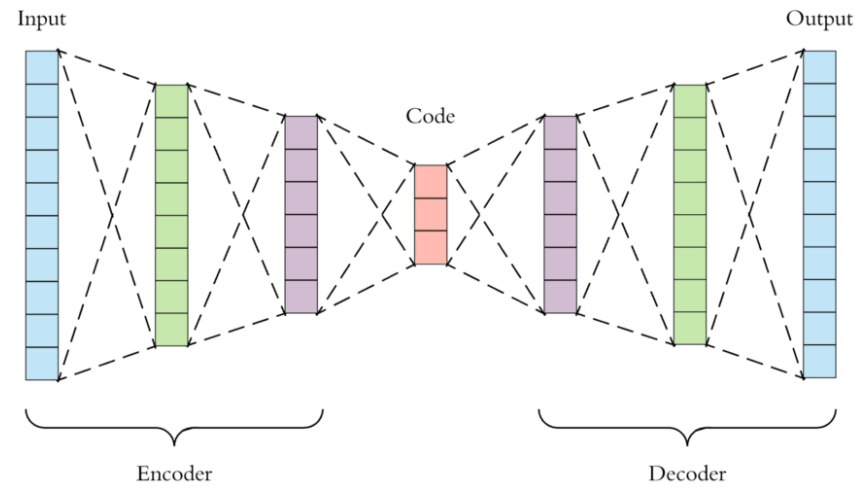 Input
Output
Code
Encoder
Decoder